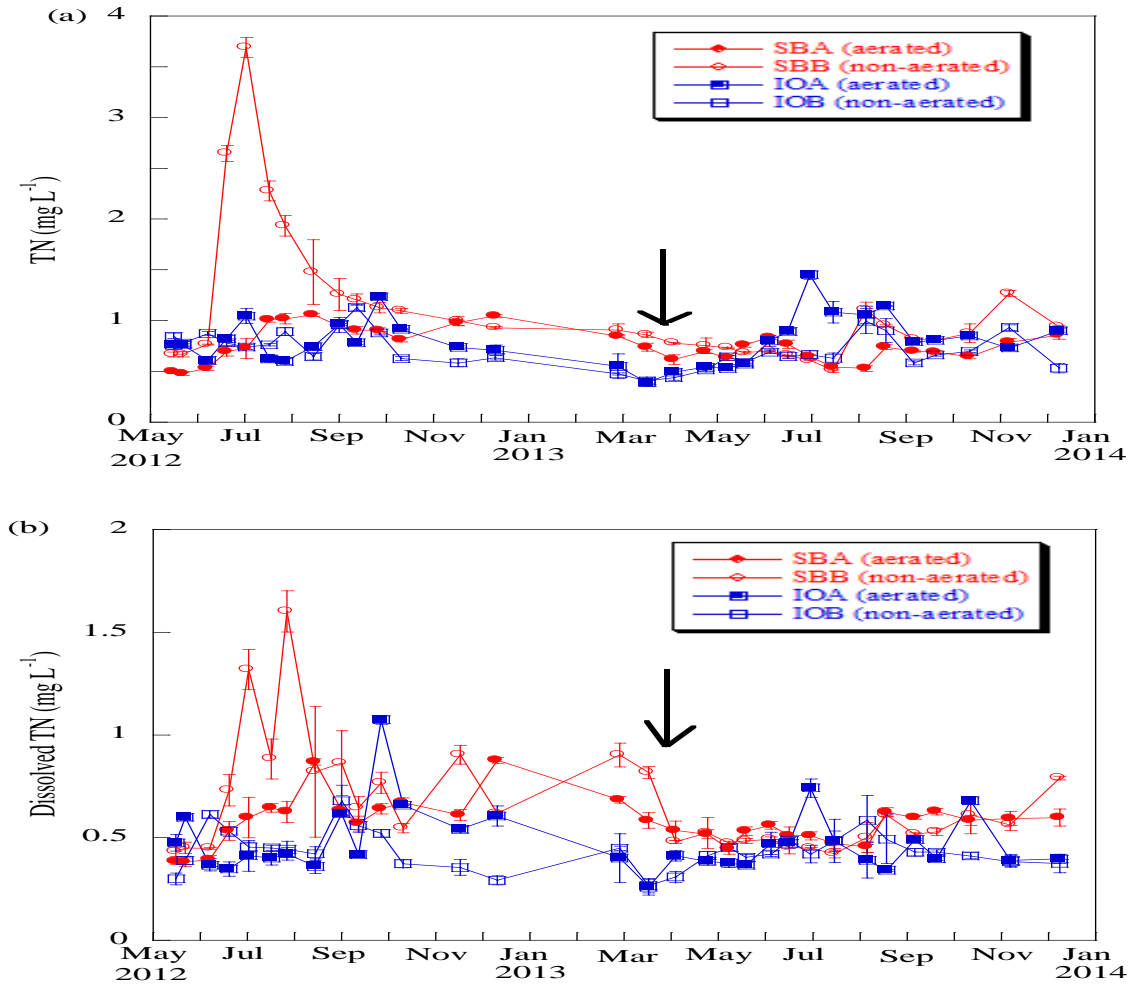 (a)
4
3
2
1
0
TN (mg L-1)
SBA (aerated)
SBB (non-aerated)
IOA (aerated)
IOB (non-aerated)
May Jul Sep Nov Jan Mar May Jul Sep Nov Jan
2012 2013 2014
(b)
2
1.5
1
0.5
0
Dissolved TN (mg L-1)
SBA (aerated)
SBB (non-aerated)
IOA (aerated)
IOB (non-aerated)
May Jul Sep Nov Jan Mar May Jul Sep Nov Jan
2012 2013 2014